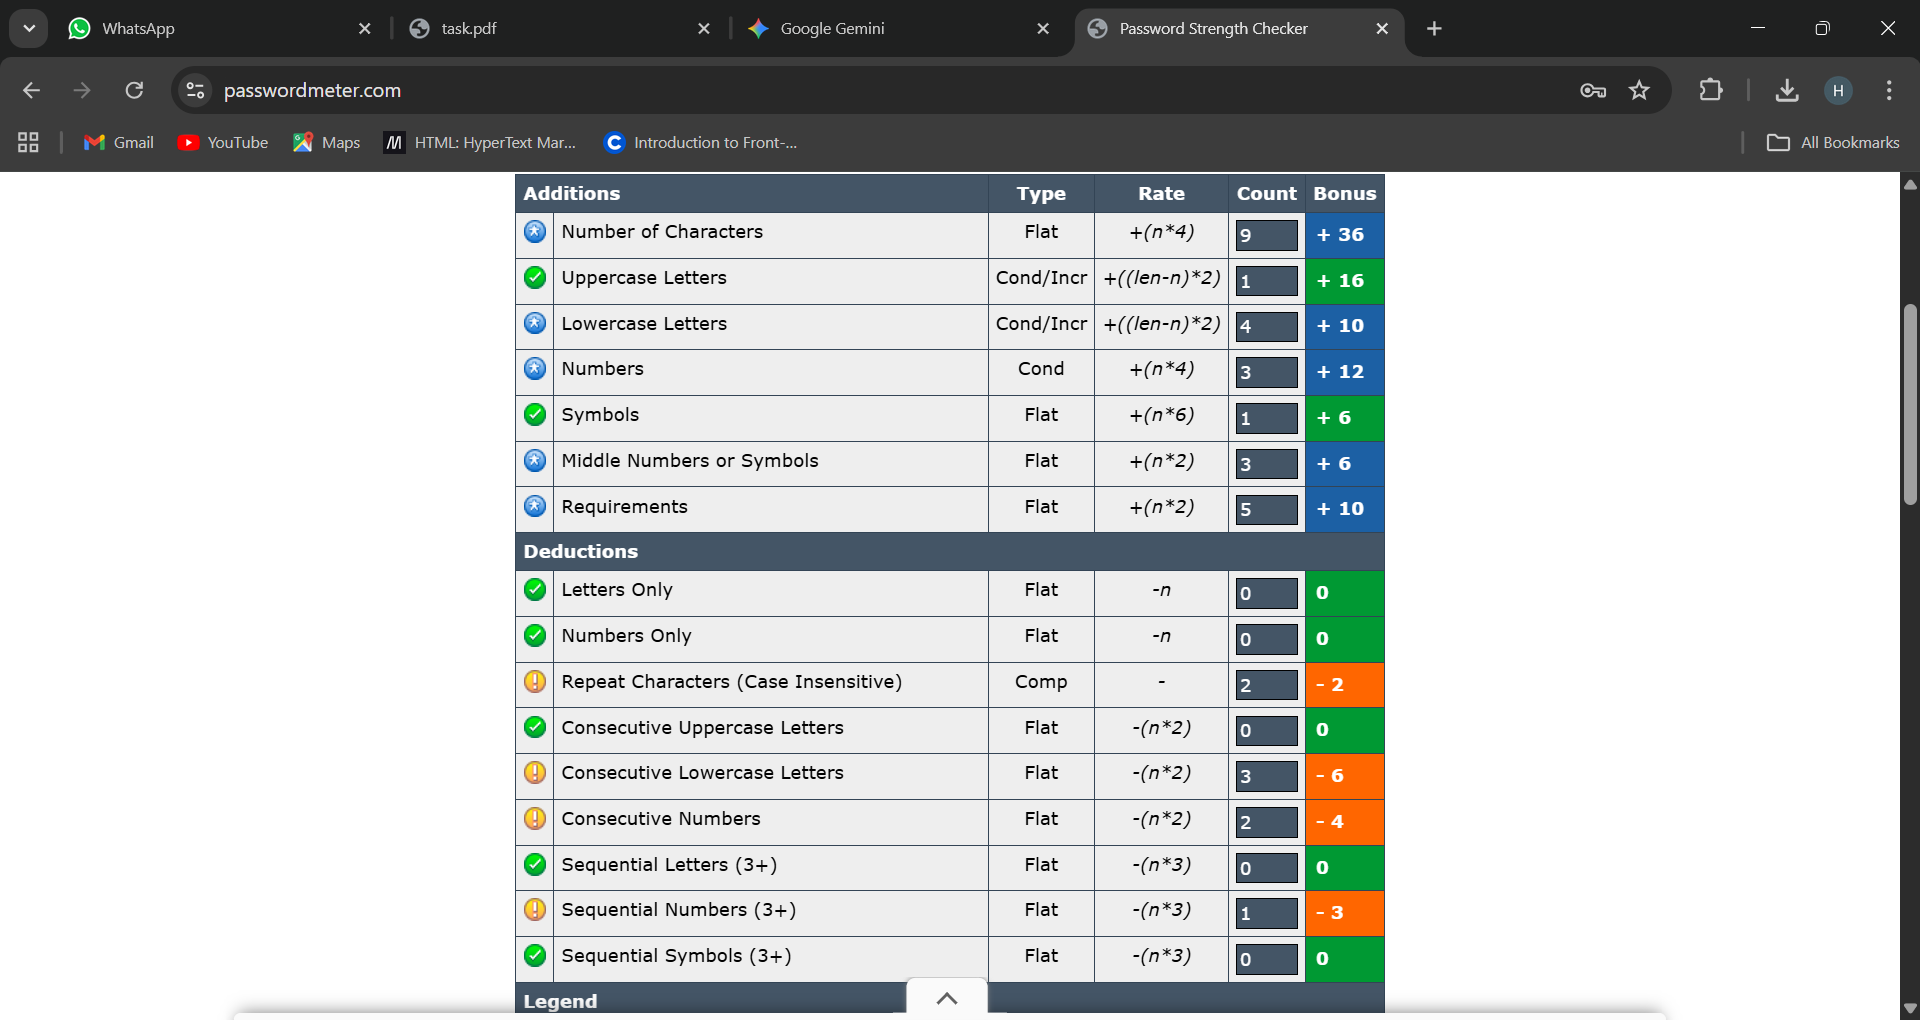 WhatsApp
task.pdf
Google Gemini
Password Strength Checker
passwordmeter.com
H
Gmail
YouTube
Maps
HTML: HyperText Mar...
Introduction to Front-...
All Bookmarks
Additions Type Rate Count Bonus
Number of Characters Flat +(n*4) 9 + 36
Uppercase Letters Cond/Incr +((len-n)*2) 1 + 16
Lowercase Letters Cond/Incr +((len-n)*2) 4 + 10
Numbers Cond +(n*4) 3 + 12
Symbols Flat +(n*6) 1 + 6
Middle Numbers or Symbols Flat +(n*2) 3 + 6
Requirements Flat +(n*2) 5 + 10
Deductions
Letters Only Flat -n 0 0
Numbers Only Flat -n 0 0
Repeat Characters (Case Insensitive) Comp - 2 - 2
Consecutive Uppercase Letters Flat -(n*2) 0 0
Consecutive Lowercase Letters Flat -(n*2) 3 - 6
Consecutive Numbers Flat -(n*2) 2 - 4
Sequential Letters (3+) Flat -(n*3) 0 0
Sequential Numbers (3+) Flat -(n*3) 1 - 3
Sequential Symbols (3+) Flat -(n*3) 0 0
Legend